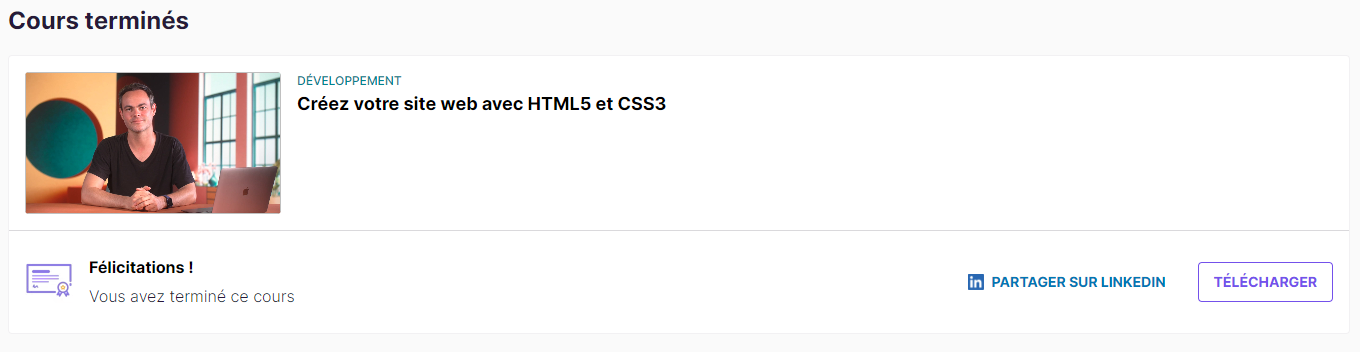 Cours terminés
DÉVELOPPEMENT
Créez votre site web avec HTML5 et CSS3
Félicitations !
Vous avez terminé ce cours
in PARTAGER SUR LINKEDIN
TÉLÉCHARGER